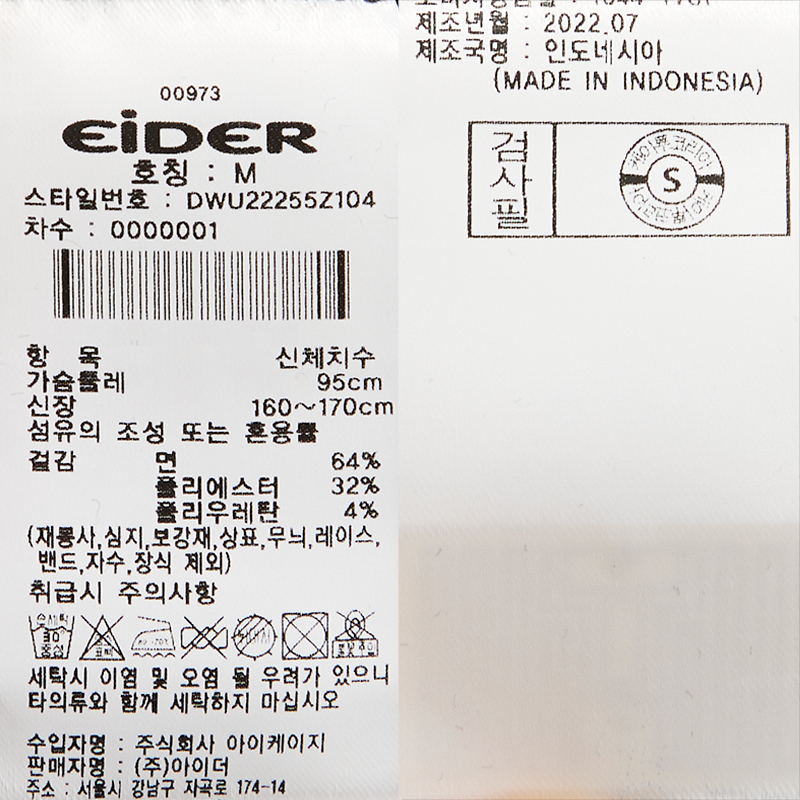 00973
EiDER
호칭 : M
스타일번호 : DWU22255Z104
차수 : 0000001
항 목 신체치수
가슴둘레 95cm
신장 160~170cm
섬유의 조성 또는 혼용률
겉감 면 64%
폴리에스터 32%
폴리우레탄 4%
(재봉사,심지,보강재,상표,무늬,레이스,
밴드,자수,장식 제외)
취급시 주의사항
손세탁
30°
중성
표백
세탁시 이염 및 오염 될 우려가 있으니
타의류와 함께 세탁하지 마십시오
수입자명 : 주식회사 아이케이지
판매자명 : (주)아이더
주소 : 서울시 강남구 자곡로 174-14
제조년월 : 2022.07
제조국명 : 인도네시아
(MADE IN INDONESIA)
검사필
S